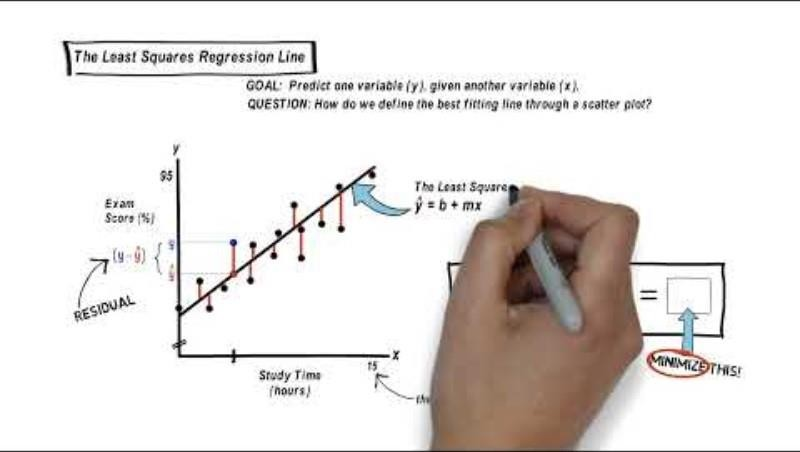 The Least Squares Regression Line
GOAL: Predict one variable (y), given another variable (x).
QUESTION: How do we define the best fitting line through a scatter plot?
y
95
Exam
Score (%)
The Least Square
ŷ = b + mx
y
(y - ŷ) {
ŷ
RESIDUAL
=
x
15
Study Time
(hours)
MINIMIZE THIS!